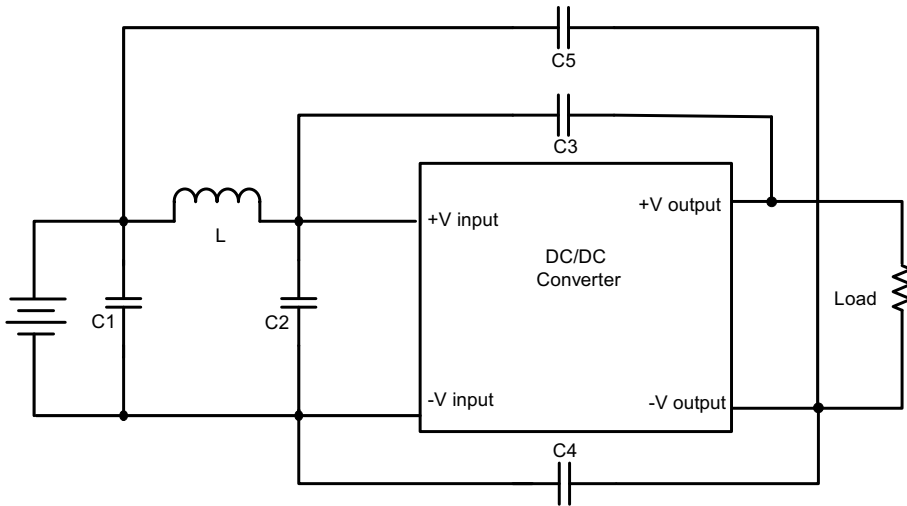 C5
C3
+V input
+V output
L
DC/DC
Converter
C1
C2
Load
-V input
-V output
C4